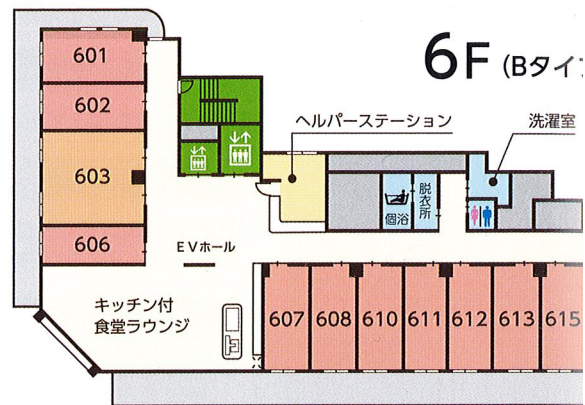 6F (Bタイプ
601
602
603
606
ヘルパーステーション
洗濯室
個浴
脱衣所
EVホール
キッチン付
食堂ラウンジ
607
608
610
611
612
613
615